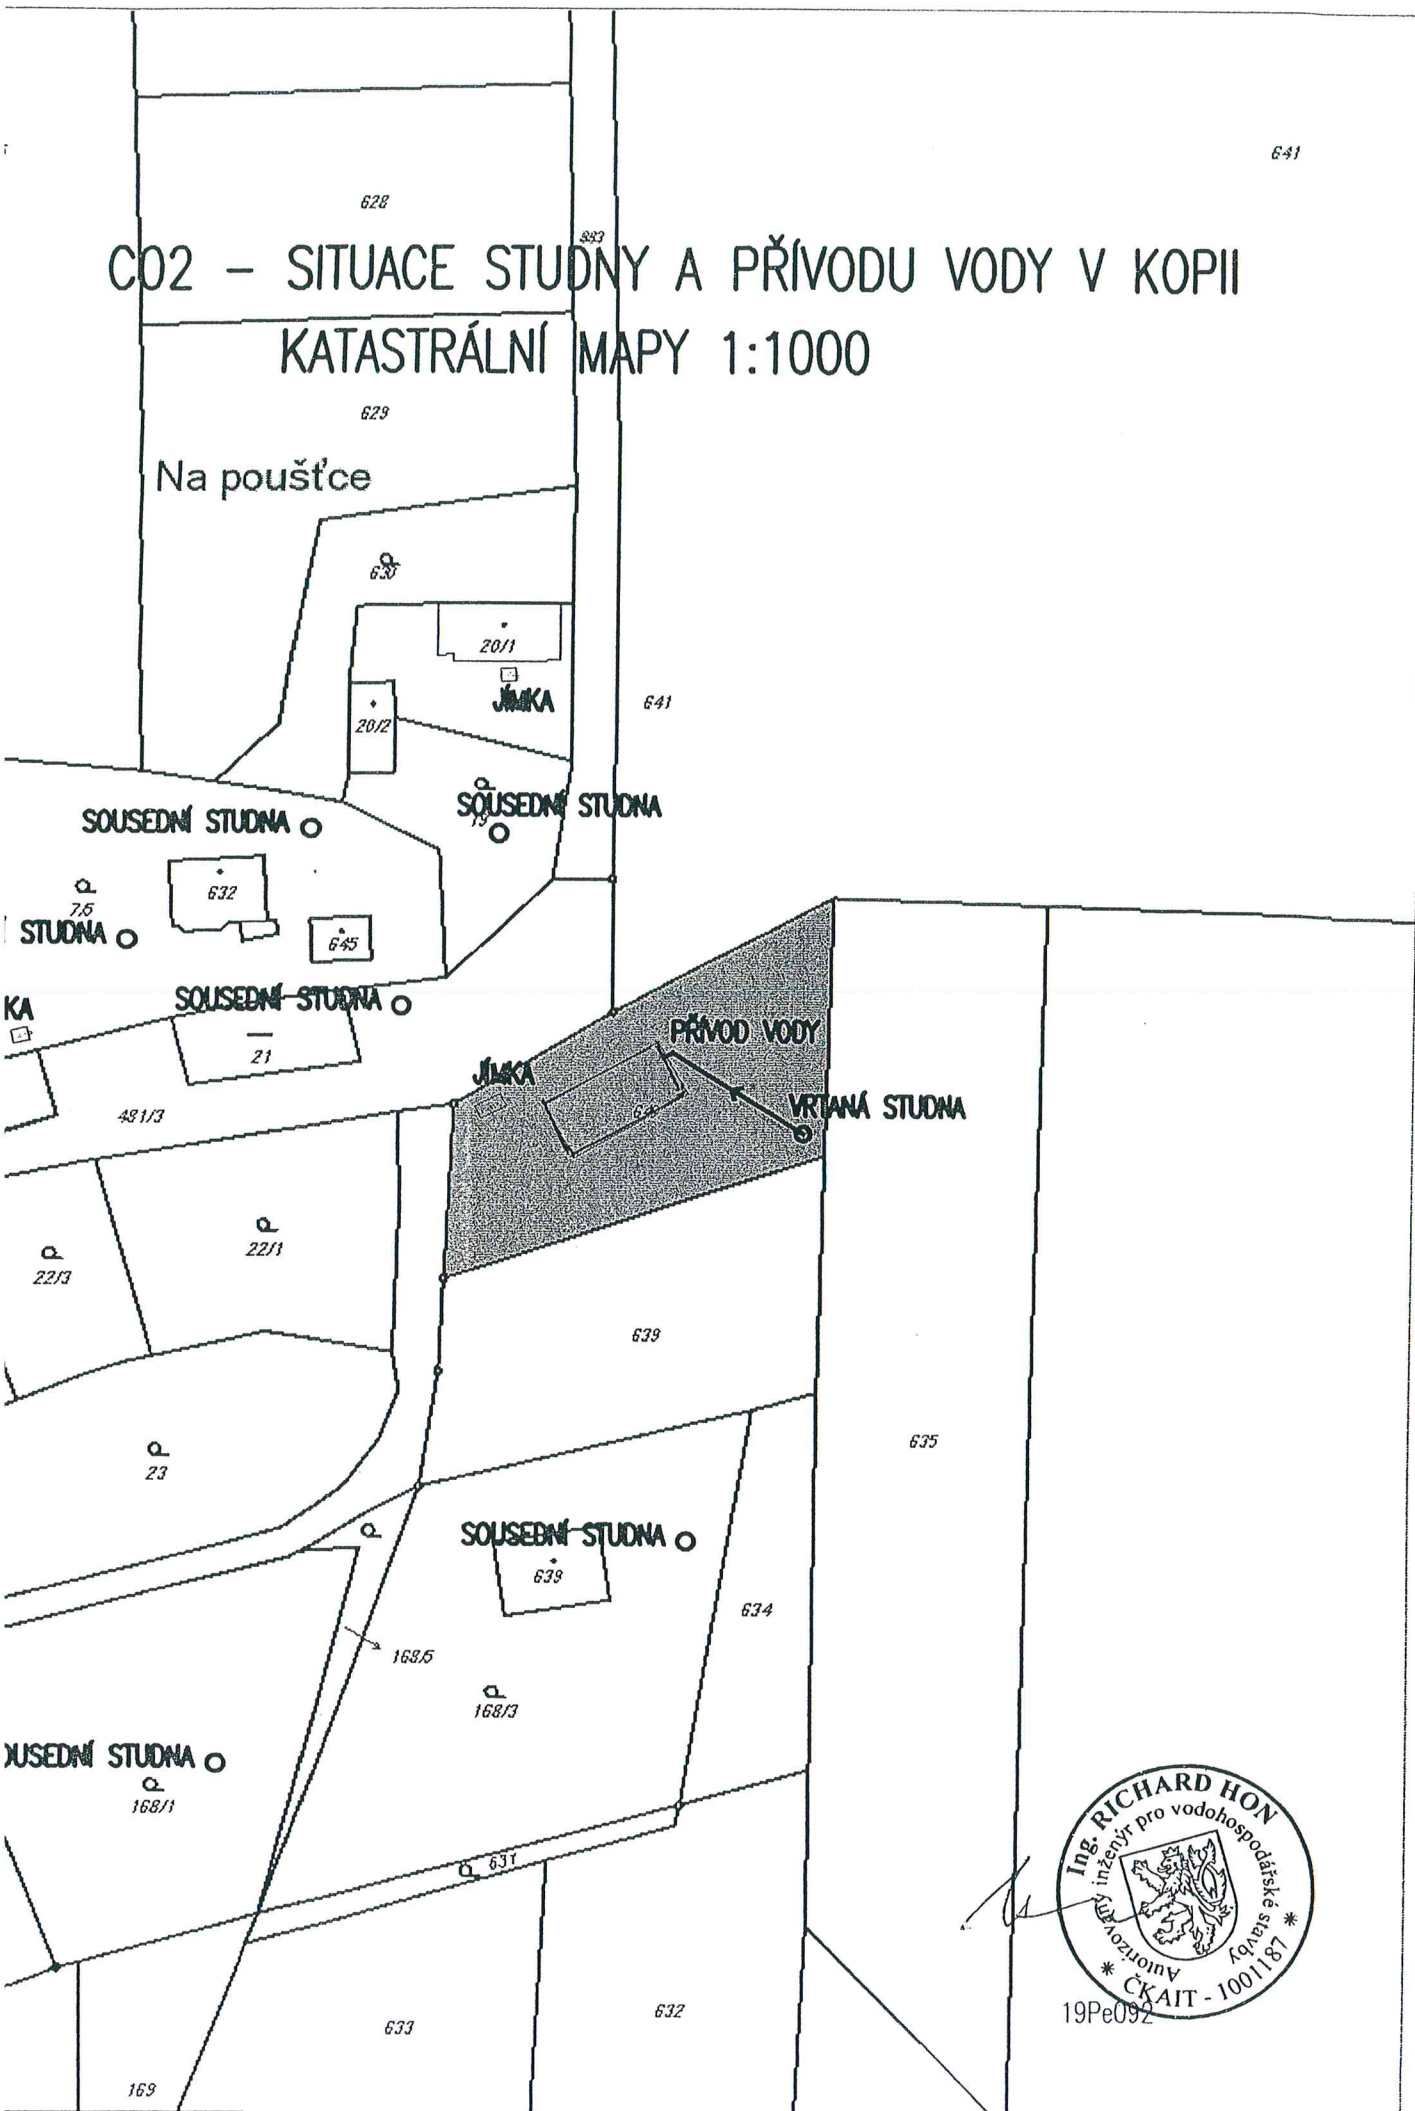 641
628
883
C02 – SITUACE STUDNY A PŘÍVODU VODY V KOPII
KATASTRÁLNÍ MAPY 1:1000
629
Na poušťce
630
20/1
JÍMKA
641
20/2
SOUSEDNÍ STUDNA
SOUSEDNÍ STUDNA
19
632
7/5
STUDNA
645
KA
SOUSEDNÍ STUDNA
21
PŘÍVOD VODY
JÍMKA
VRTANÁ STUDNA
481/3
22/1
22/3
639
635
23
SOUSEDNÍ STUDNA
639
634
168/5
168/3
OUSEDNÍ STUDNA
168/1
631
Ing. RICHARD HON
Autorizovaný inženýr pro vodohospodářské stavby
* ČKAIT - 1001187 *
19Pe092
632
633
169